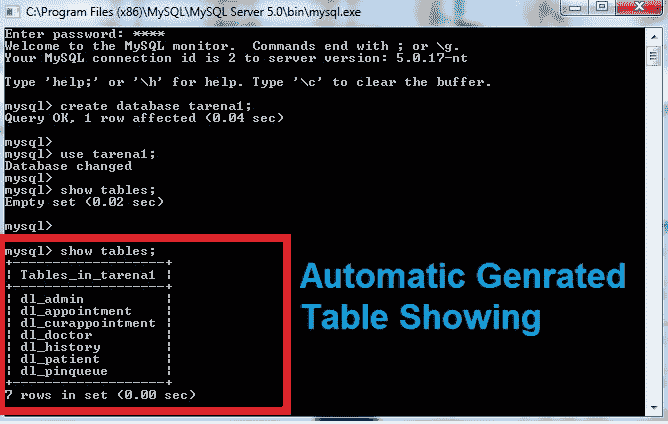 C:\Program Files (x86)\MySQL\MySQL Server 5.0\bin\mysql.exe
Enter password: ****
Welcome to the MySQL monitor.  Commands end with ; or \g.
Your MySQL connection id is 2 to server version: 5.0.17-nt
Type 'help;' or '\h' for help. Type '\c' to clear the buffer.
mysql> create database tarena1;
Query OK, 1 row affected (0.04 sec)
mysql>
mysql> use tarena1;
Database changed
mysql>
mysql> show tables;
Empty set (0.02 sec)
mysql>
mysql> show tables;
+-------------------+
| Tables_in_tarena1 |
+-------------------+
| dl_admin          |
| dl_appointment    |
| dl_curappointment |
| dl_doctor         |
| dl_history        |
| dl_patient        |
| dl_pinqueue       |
+-------------------+
7 rows in set (0.00 sec)
Automatic Genrated
Table Showing